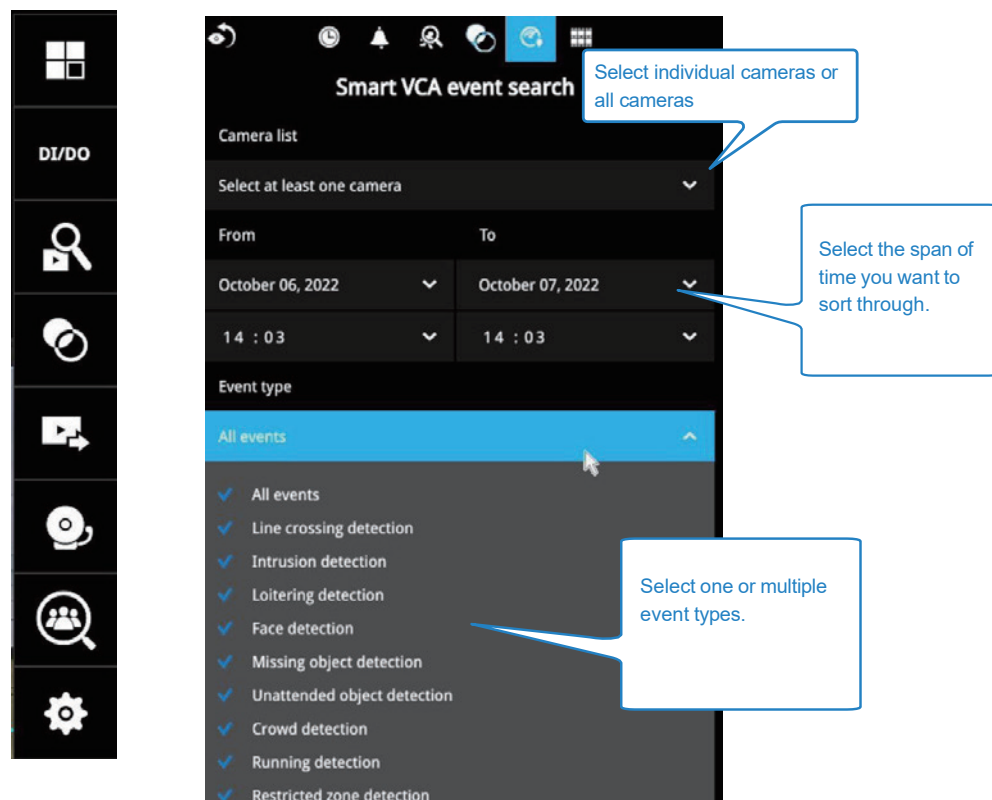 DI/DO
Smart VCA event search
Select individual cameras or
all cameras
Camera list
Select at least one camera
From
To
Select the span of
time you want to
sort through.
October 06, 2022
October 07, 2022
14 : 03
14 : 03
Event type
All events
All events
Line crossing detection
Intrusion detection
Loitering detection
Face detection
Missing object detection
Unattended object detection
Crowd detection
Running detection
Restricted zone detection
Select one or multiple
event types.